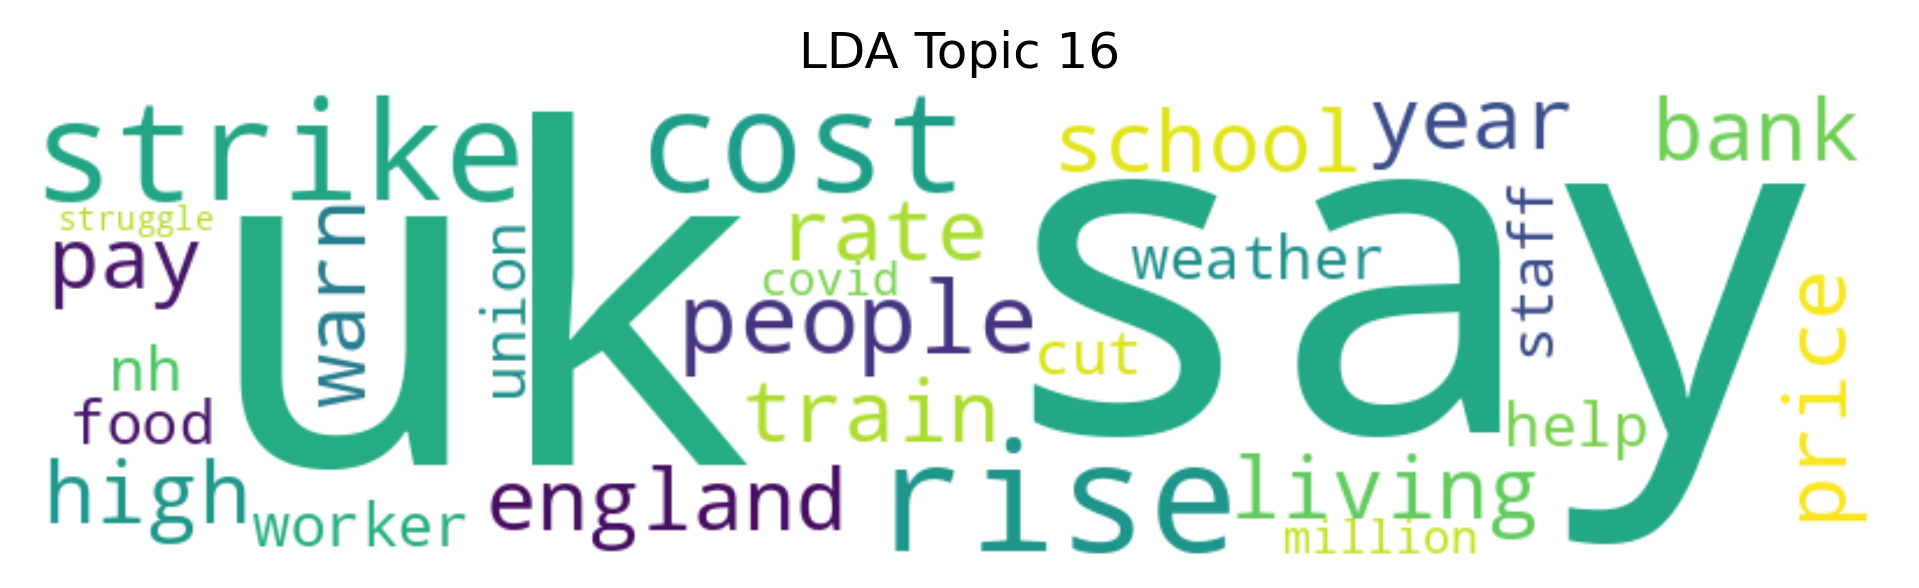 LDA Topic 16
strike
cost
school
year
bank
struggle
pay
uk
warn
union
rate
covid
people
say
weather
staff
cut
price
nh
food
train
help
high
worker
england
rise
living
million